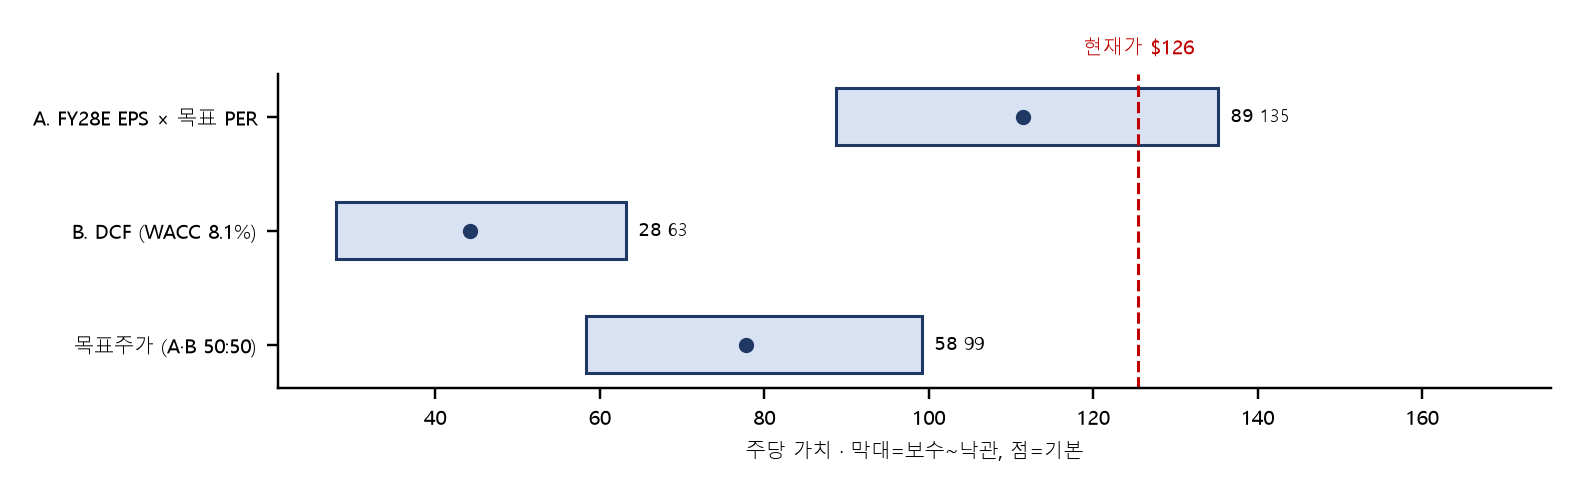 현재가 $126
A. FY28E EPS × 목표 PER
89 135
B. DCF (WACC 8.1%)
28 63
목표주가 (A·B 50:50)
58 99
40 60 80 100 120 140 160
주당 가치 · 막대=보수~낙관, 점=기본